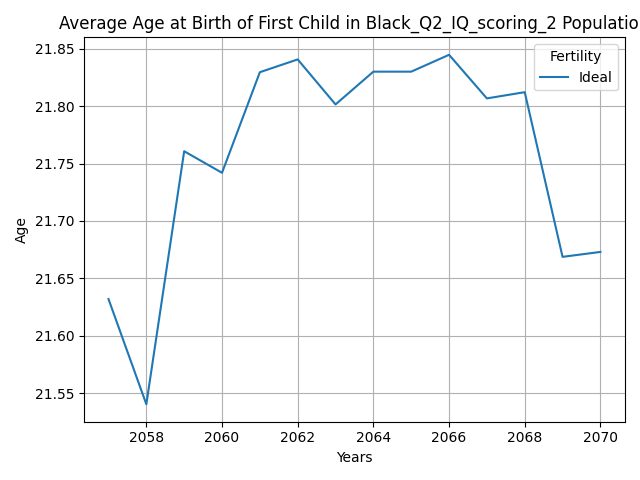 Average Age at Birth of First Child in Black_Q2_IQ_scoring_2 Populatio
Fertility
Ideal
21.85
21.80
21.75
21.70
21.65
21.60
21.55
Age
2058 2060 2062 2064 2066 2068 2070
Years